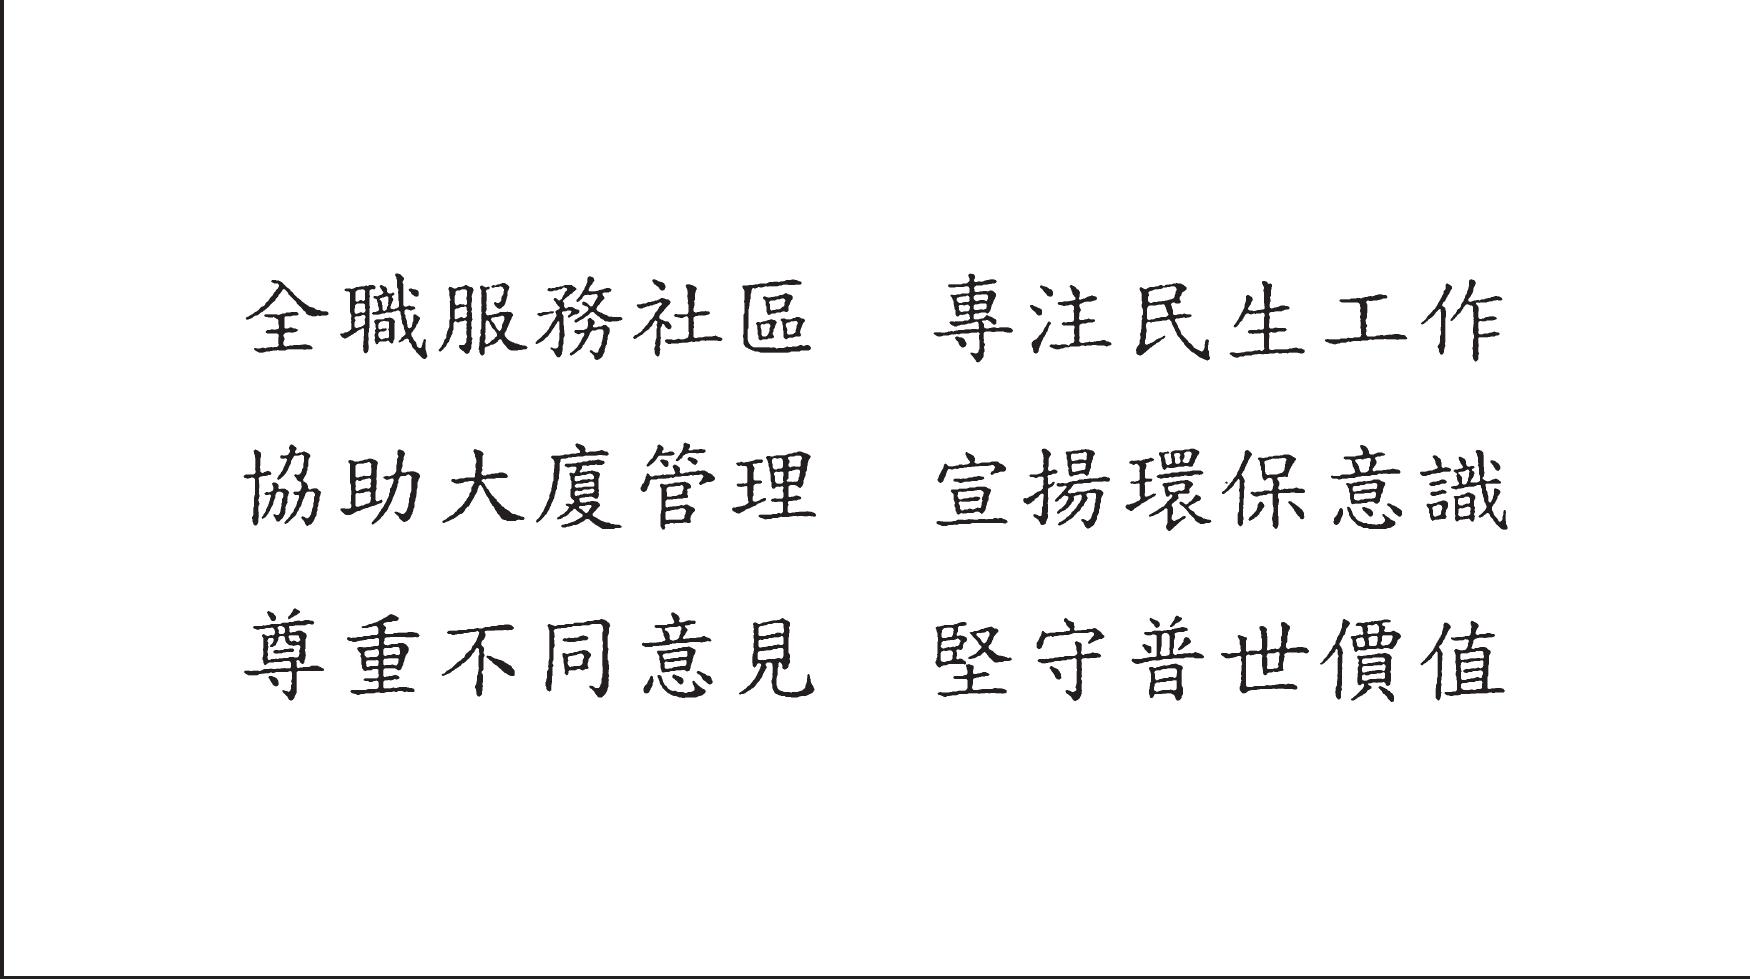 全職服務社區　專注民生工作
協助大廈管理　宣揚環保意識
尊重不同意見　堅守普世價值